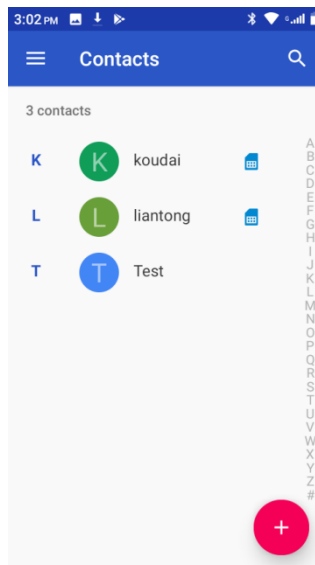 3:02 PM
Contacts
3 contacts
K K koudai
L L liantong
T T Test
A
B
C
D
E
F
G
H
I
J
K
L
M
N
O
P
Q
R
S
T
U
V
W
X
Y
Z
#
+